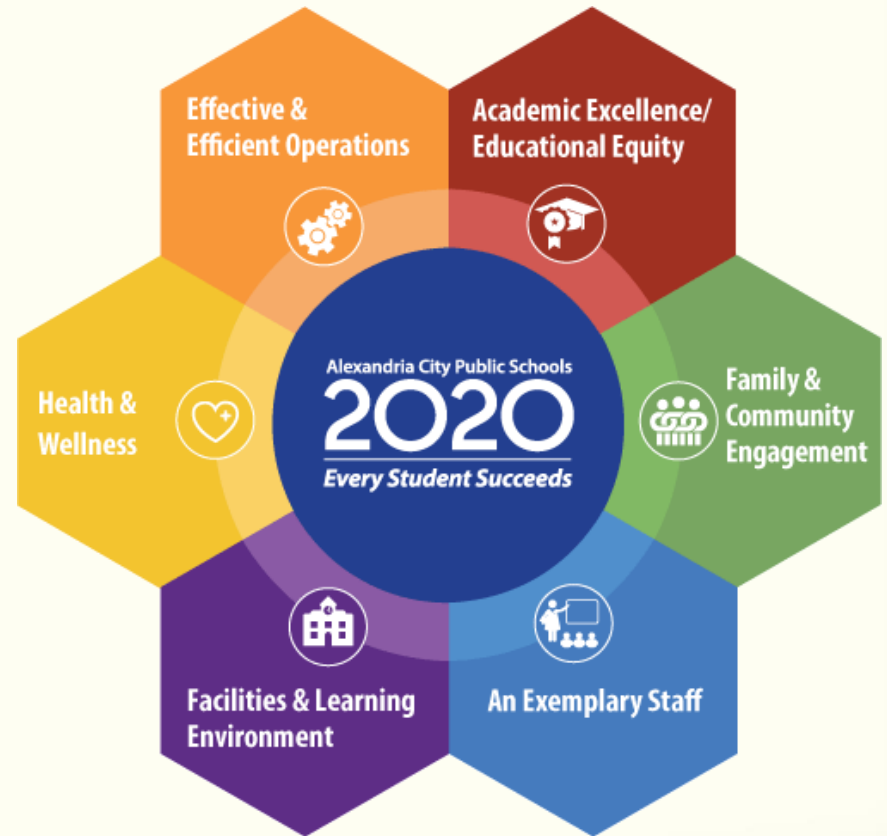 Effective &
Efficient Operations
Academic Excellence/
Educational Equity
Health &
Wellness
Alexandria City Public Schools
2020
Every Student Succeeds
Family &
Community
Engagement
Facilities & Learning
Environment
An Exemplary Staff